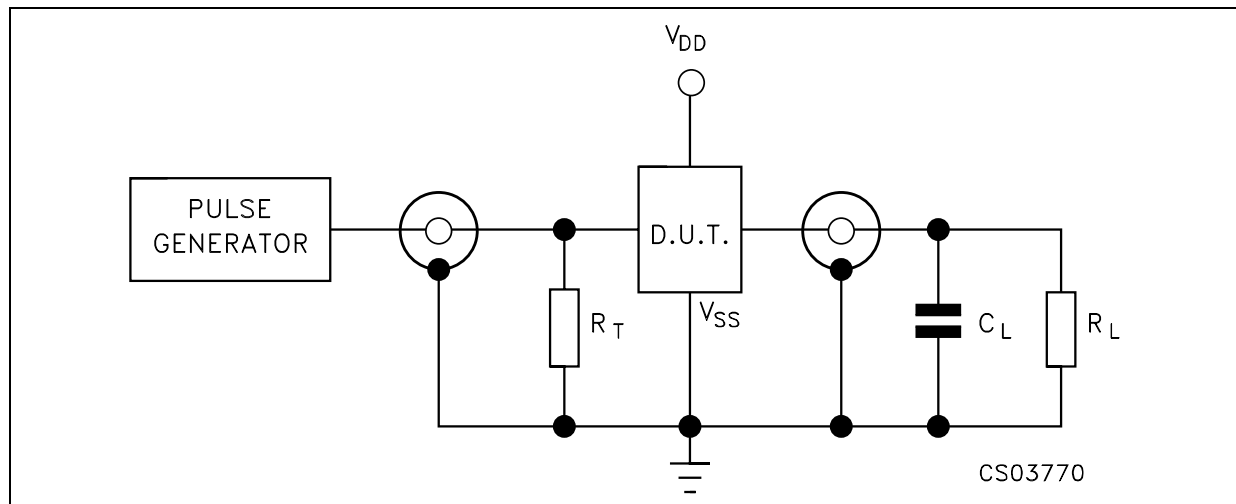 VDD
PULSE
GENERATOR
D.U.T.
VSS
RT
CL
RL
CS03770